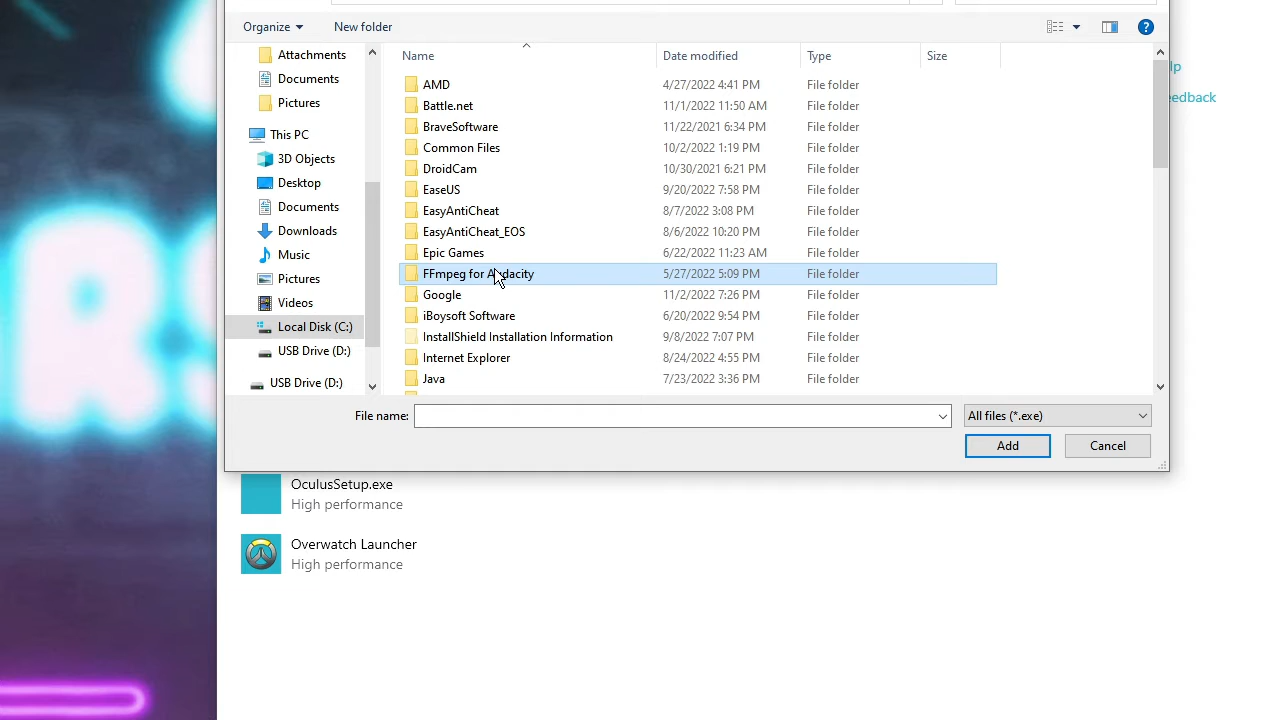 Organize
New folder
Attachments
Documents
Pictures
This PC
3D Objects
Desktop
Documents
Downloads
Music
Pictures
Videos
Local Disk (C:)
USB Drive (D:)
USB Drive (D:)
Name Date modified Type Size
AMD 4/27/2022 4:41 PM File folder
Battle.net 11/1/2022 11:50 AM File folder
BraveSoftware 11/22/2021 6:34 PM File folder
Common Files 10/2/2022 1:19 PM File folder
DroidCam 10/30/2021 6:21 PM File folder
EaseUS 9/20/2022 7:58 PM File folder
EasyAntiCheat 8/7/2022 3:08 PM File folder
EasyAntiCheat_EOS 8/6/2022 10:20 PM File folder
Epic Games 6/22/2022 11:23 AM File folder
FFmpeg for Audacity 5/27/2022 5:09 PM File folder
Google 11/2/2022 7:26 PM File folder
iBoysoft Software 6/20/2022 9:54 PM File folder
InstallShield Installation Information 9/8/2022 7:07 PM File folder
Internet Explorer 8/24/2022 4:55 PM File folder
Java 7/23/2022 3:36 PM File folder
File name:
All files (*.exe)
Add
Cancel
lp
eedback
OculusSetup.exe
High performance
Overwatch Launcher
High performance